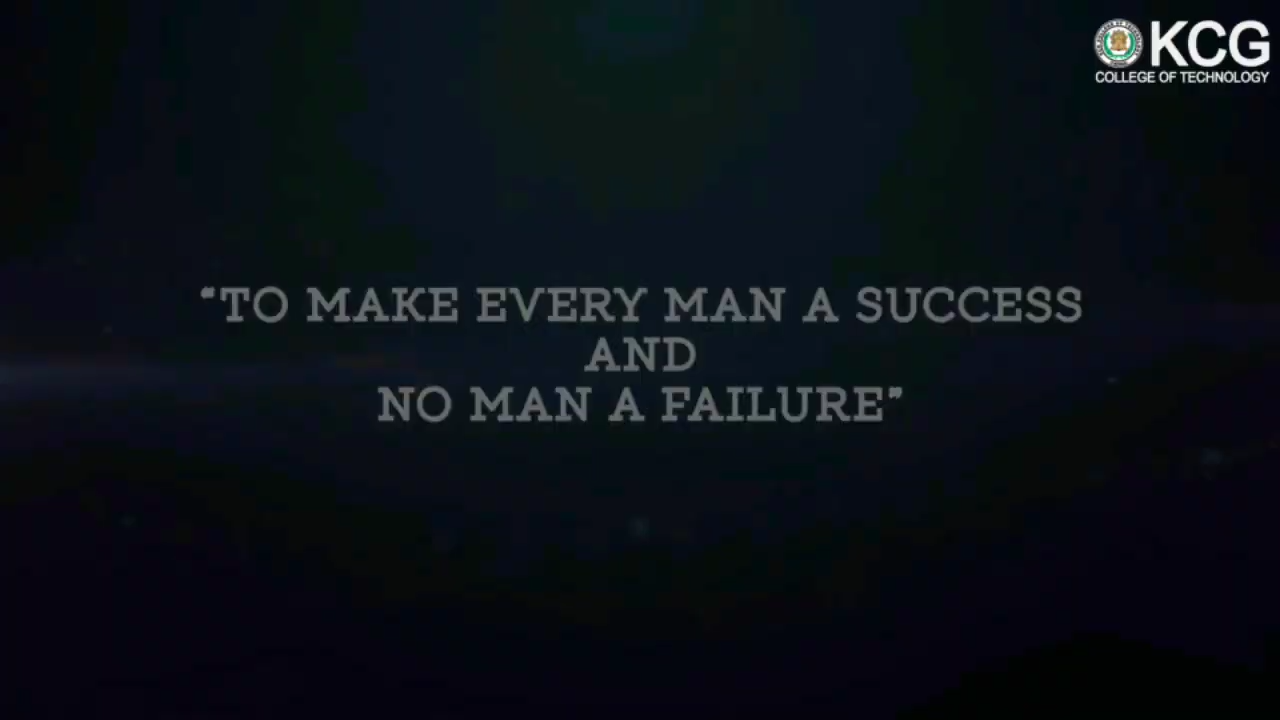 KCG
COLLEGE OF TECHNOLOGY
“TO MAKE EVERY MAN A SUCCESS
AND
NO MAN A FAILURE”